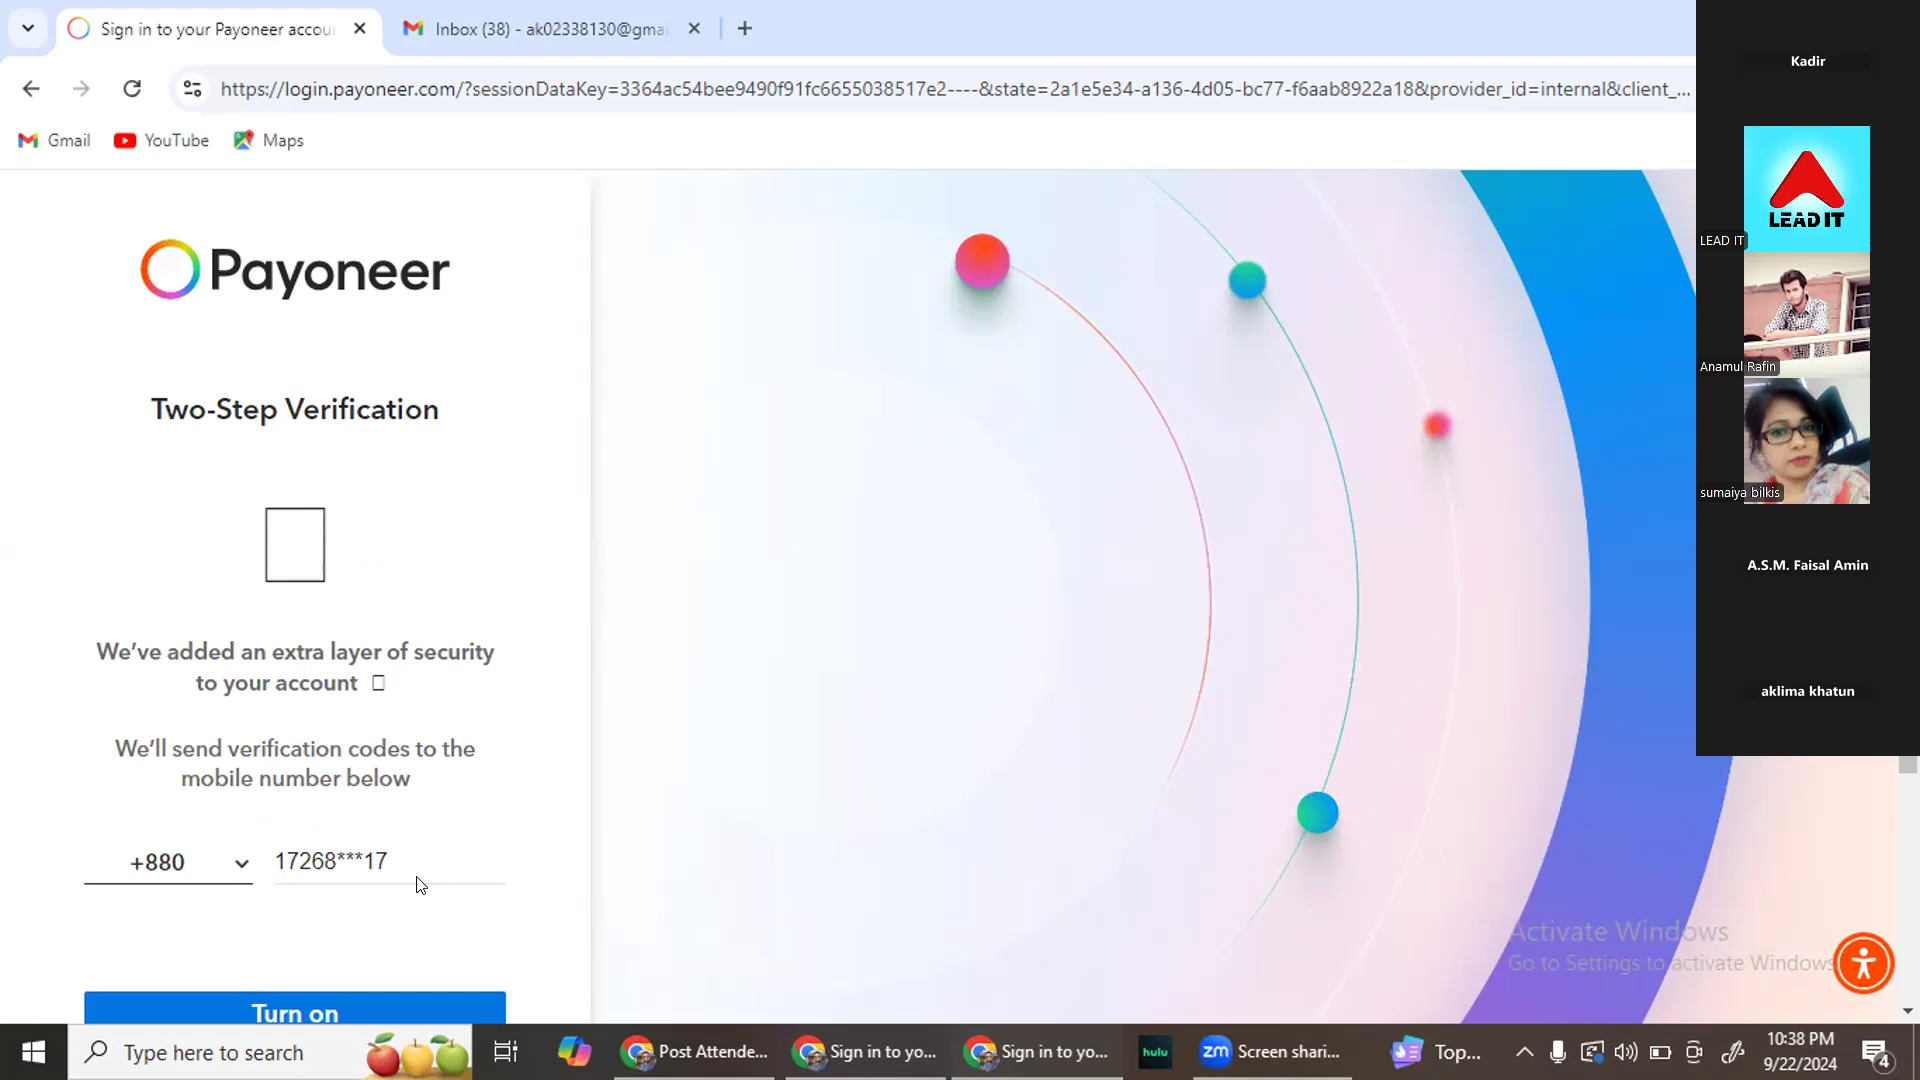 Sign in to your Payoneer accou
Inbox (38) - ak02338130@gmai
https://login.payoneer.com/?sessionDataKey=3364ac54bee9490f91fc6655038517e2----&state=2a1e5e34-a136-4d05-bc77-f6aab8922a18&provider_id=internal&client_...
Gmail
YouTube
Maps
Payoneer
Two-Step Verification
We've added an extra layer of security
to your account
We'll send verification codes to the
mobile number below
+880
17268***17
Turn on
Kadir
LEAD IT
LEAD IT
Anamul Rafin
sumaiya bilkis
A.S.M. Faisal Amin
aklima khatun
Activate Windows
Go to Settings to activate Windows
Type here to search
Post Attende...
Sign in to yo...
Sign in to yo...
hulu
zm
Screen shari...
Top...
10:38 PM
9/22/2024
4